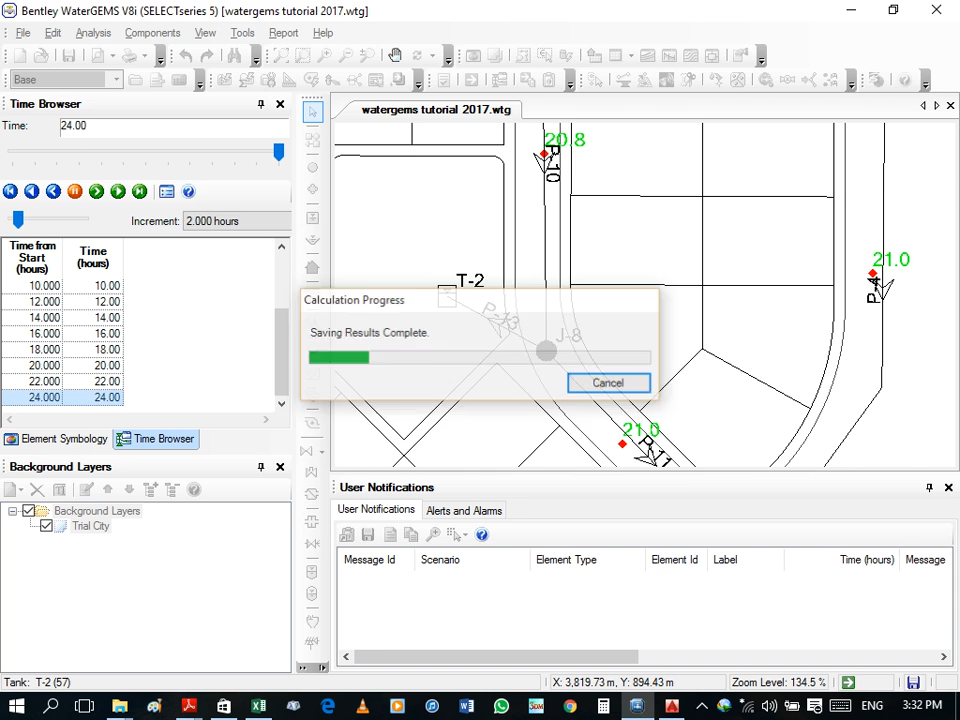 Bentley WaterGEMS V8i (SELECTseries 5) [watergems tutorial 2017.wtg]
File Edit Analysis Components View Tools Report Help
Base
Time Browser
watergems tutorial 2017.wtg
Time: 24.00
Increment: 2.000 hours
Time from Start (hours) Time (hours)
10.000 10.00
12.000 12.00
14.000 14.00
16.000 16.00
18.000 18.00
20.000 20.00
22.000 22.00
24.000 24.00
20.8
P-10
21.0
P-4
T-2
P-13
J-8
21.0
P-11
Calculation Progress
Saving Results Complete.
Cancel
Element Symbology Time Browser
Background Layers
Background Layers
Trial City
User Notifications
User Notifications Alerts and Alarms
Message Id Scenario Element Type Element Id Label Time (hours) Message
Tank: T-2 (57)
X: 3,819.73 m, Y: 894.43 m
Zoom Level: 134.5 %
ENG 3:32 PM